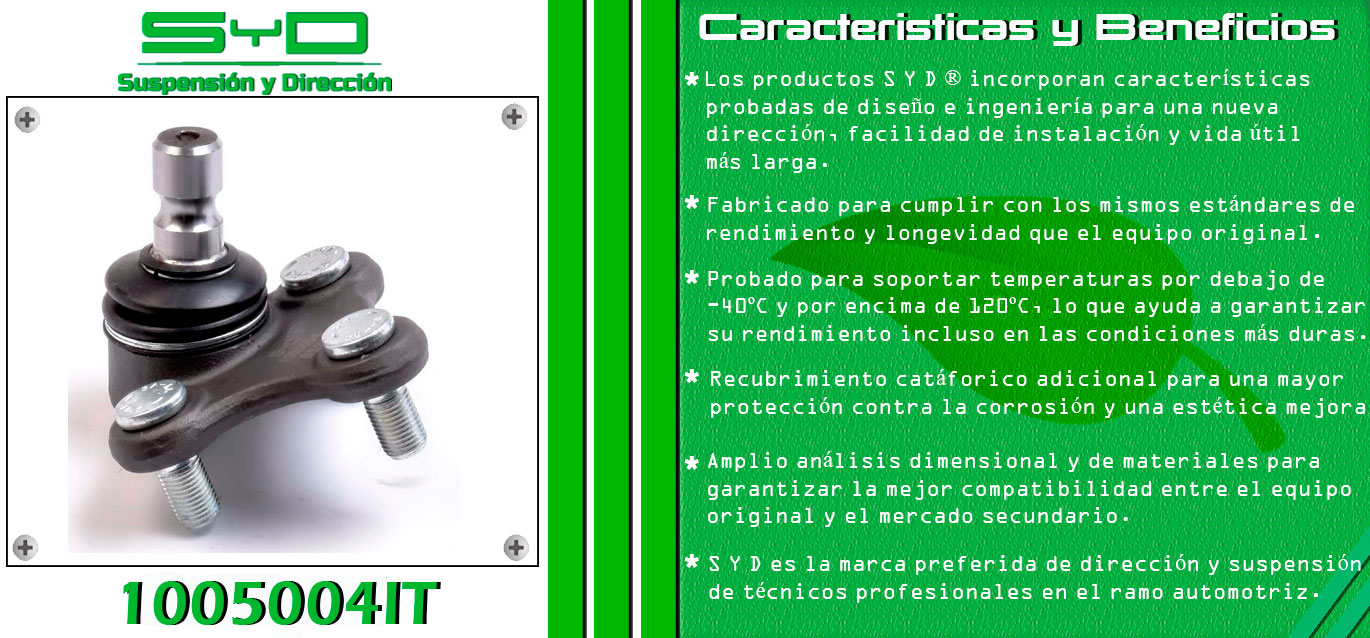 SYD
Suspensión y Dirección
1005004IT
Caracteristicas y Beneficios
* Los productos S Y D ® incorporan características
probadas de diseño e ingeniería para una nueva
dirección, facilidad de instalación y vida útil
más larga.
* Fabricado para cumplir con los mismos estándares de
rendimiento y longevidad que el equipo original.
* Probado para soportar temperaturas por debajo de
-40ºC y por encima de 120ºC, lo que ayuda a garantizar
su rendimiento incluso en las condiciones más duras.
* Recubrimiento catáforico adicional para una mayor
protección contra la corrosión y una estética mejora
* Amplio análisis dimensional y de materiales para
garantizar la mejor compatibilidad entre el equipo
original y el mercado secundario.
* S Y D es la marca preferida de dirección y suspensión
de técnicos profesionales en el ramo automotriz.